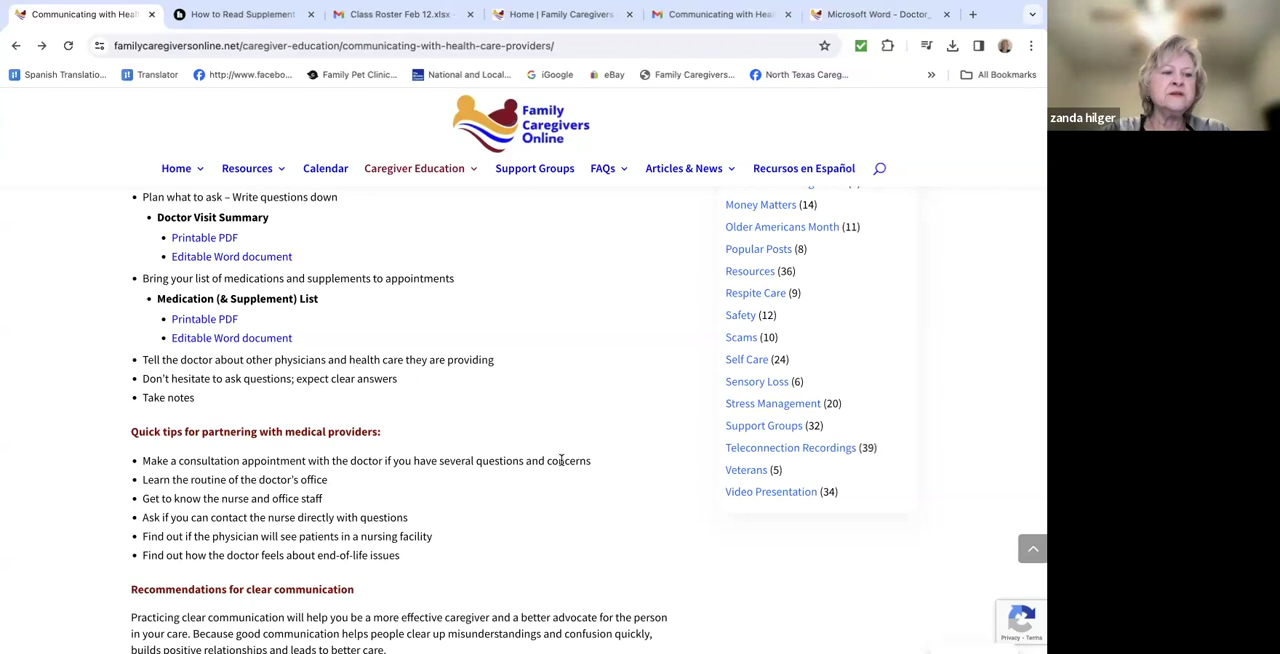 Communicating with Heal
How to Read Supplement
Class Roster Feb 12.xlsx -
Home | Family Caregivers
Communicating with Heal
Microsoft Word - Doctor_
familycaregiversonline.net/caregiver-education/communicating-with-health-care-providers/
Spanish Translatio...
Translator
http://www.facebo...
Family Pet Clinic...
National and Local...
iGoogle
eBay
Family Caregivers...
North Texas Careg...
»
All Bookmarks
zanda hilger
Family
Caregivers
Online
Home
Resources
Calendar
Caregiver Education
Support Groups
FAQs
Articles & News
Recursos en Español
• Plan what to ask – Write questions down
• Doctor Visit Summary
• Printable PDF
• Editable Word document
• Bring your list of medications and supplements to appointments
• Medication (& Supplement) List
• Printable PDF
• Editable Word document
• Tell the doctor about other physicians and health care they are providing
• Don't hesitate to ask questions; expect clear answers
• Take notes
Quick tips for partnering with medical providers:
• Make a consultation appointment with the doctor if you have several questions and concerns
• Learn the routine of the doctor's office
• Get to know the nurse and office staff
• Ask if you can contact the nurse directly with questions
• Find out if the physician will see patients in a nursing facility
• Find out how the doctor feels about end-of-life issues
Recommendations for clear communication
Practicing clear communication will help you be a more effective caregiver and a better advocate for the person
in your care. Because good communication helps people clear up misunderstandings and confusion quickly,
builds positive relationships and leads to better care.
Money Matters (14)
Older Americans Month (11)
Popular Posts (8)
Resources (36)
Respite Care (9)
Safety (12)
Scams (10)
Self Care (24)
Sensory Loss (6)
Stress Management (20)
Support Groups (32)
Teleconnection Recordings (39)
Veterans (5)
Video Presentation (34)
Privacy - Terms